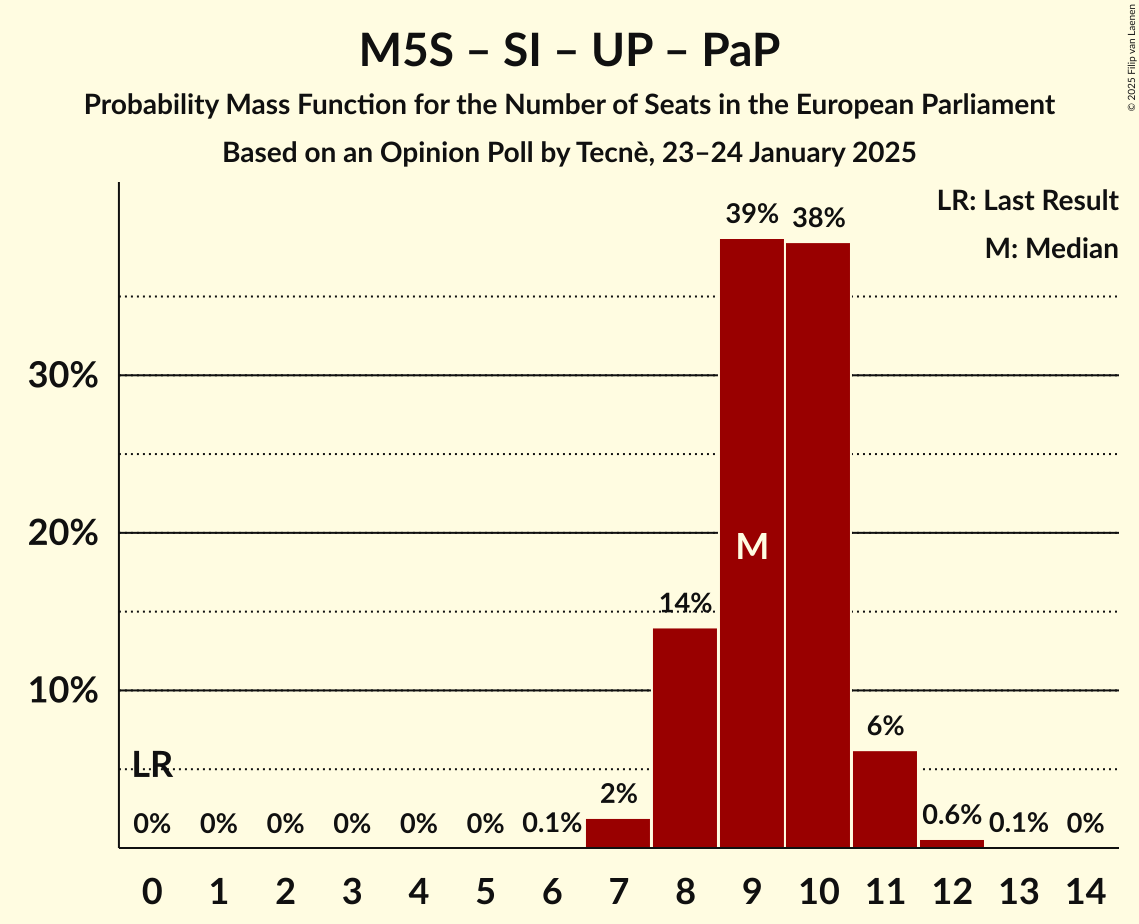 M5S – SI – UP – PaP
Probability Mass Function for the Number of Seats in the European Parliament
Based on an Opinion Poll by Tecnè, 23–24 January 2025
© 2025 Filip van Laenen
LR: Last Result
M: Median
39% 38%
30%
20%
M
14%
10%
6%
LR
2%
0% 0% 0% 0% 0% 0% 0.1% 0.6% 0.1% 0%
0 1 2 3 4 5 6 7 8 9 10 11 12 13 14